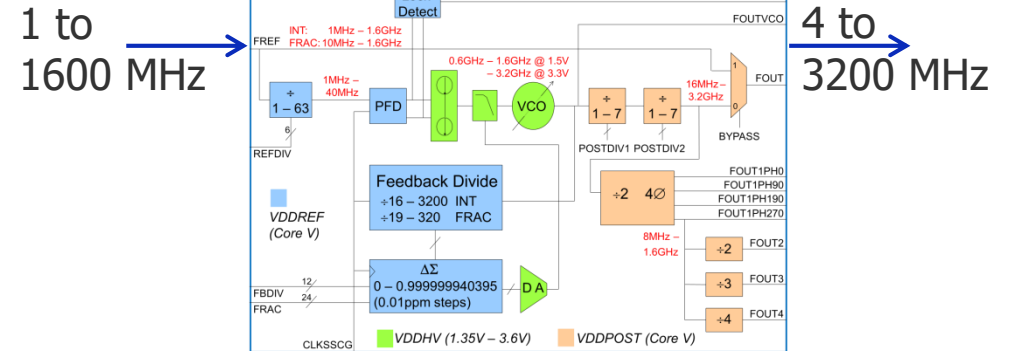 1 to
1600 MHz
4 to
3200 MHz
Detect
FOUTVCO
INT: 1MHz – 1.6GHz
FREF
FRAC: 10MHz – 1.6GHz
0.6GHz – 1.6GHz @ 1.5V
– 3.2GHz @ 3.3V
1MHz –
40MHz
÷
1 – 63
6
REFDIV
PFD
VCO
÷
1 – 7
÷
1 – 7
POSTDIV1 POSTDIV2
16MHz –
3.2GHz
1
0
FOUT
BYPASS
Feedback Divide
÷16 – 3200 INT
÷19 – 320 FRAC
VDDREF
(Core V)
÷2 4∅
FOUT1PH0
FOUT1PH90
FOUT1PH190
FOUT1PH270
8MHz –
1.6GHz
÷2
FOUT2
÷3
FOUT3
÷4
FOUT4
ΔΣ
0 – 0.999999940395
(0.01ppm steps)
D A
12
FBDIV
24
FRAC
CLKSSCG
VDDHV (1.35V – 3.6V)
VDDPOST (Core V)